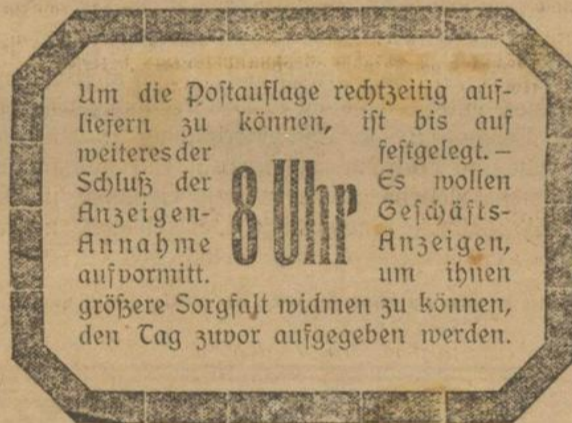 Um die Postauflage rechtzeitig auf-
liefern zu können, ist bis auf
weiteres der
Schluß der
Anzeigen-
Annahme
auf vormitt.
8 Uhr
festgelegt. —
Es wollen
Geschäfts-
Anzeigen,
um ihnen
größere Sorgfalt widmen zu können,
den Tag zuvor aufgegeben werden.